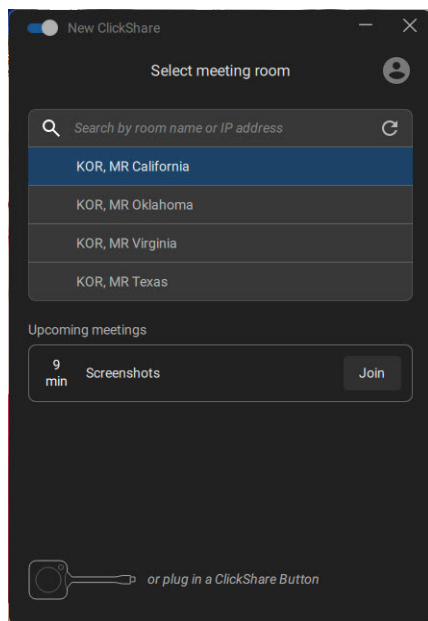 New ClickShare
Select meeting room
Search by room name or IP address
KOR, MR California
KOR, MR Oklahoma
KOR, MR Virginia
KOR, MR Texas
Upcoming meetings
9 min Screenshots Join
or plug in a ClickShare Button